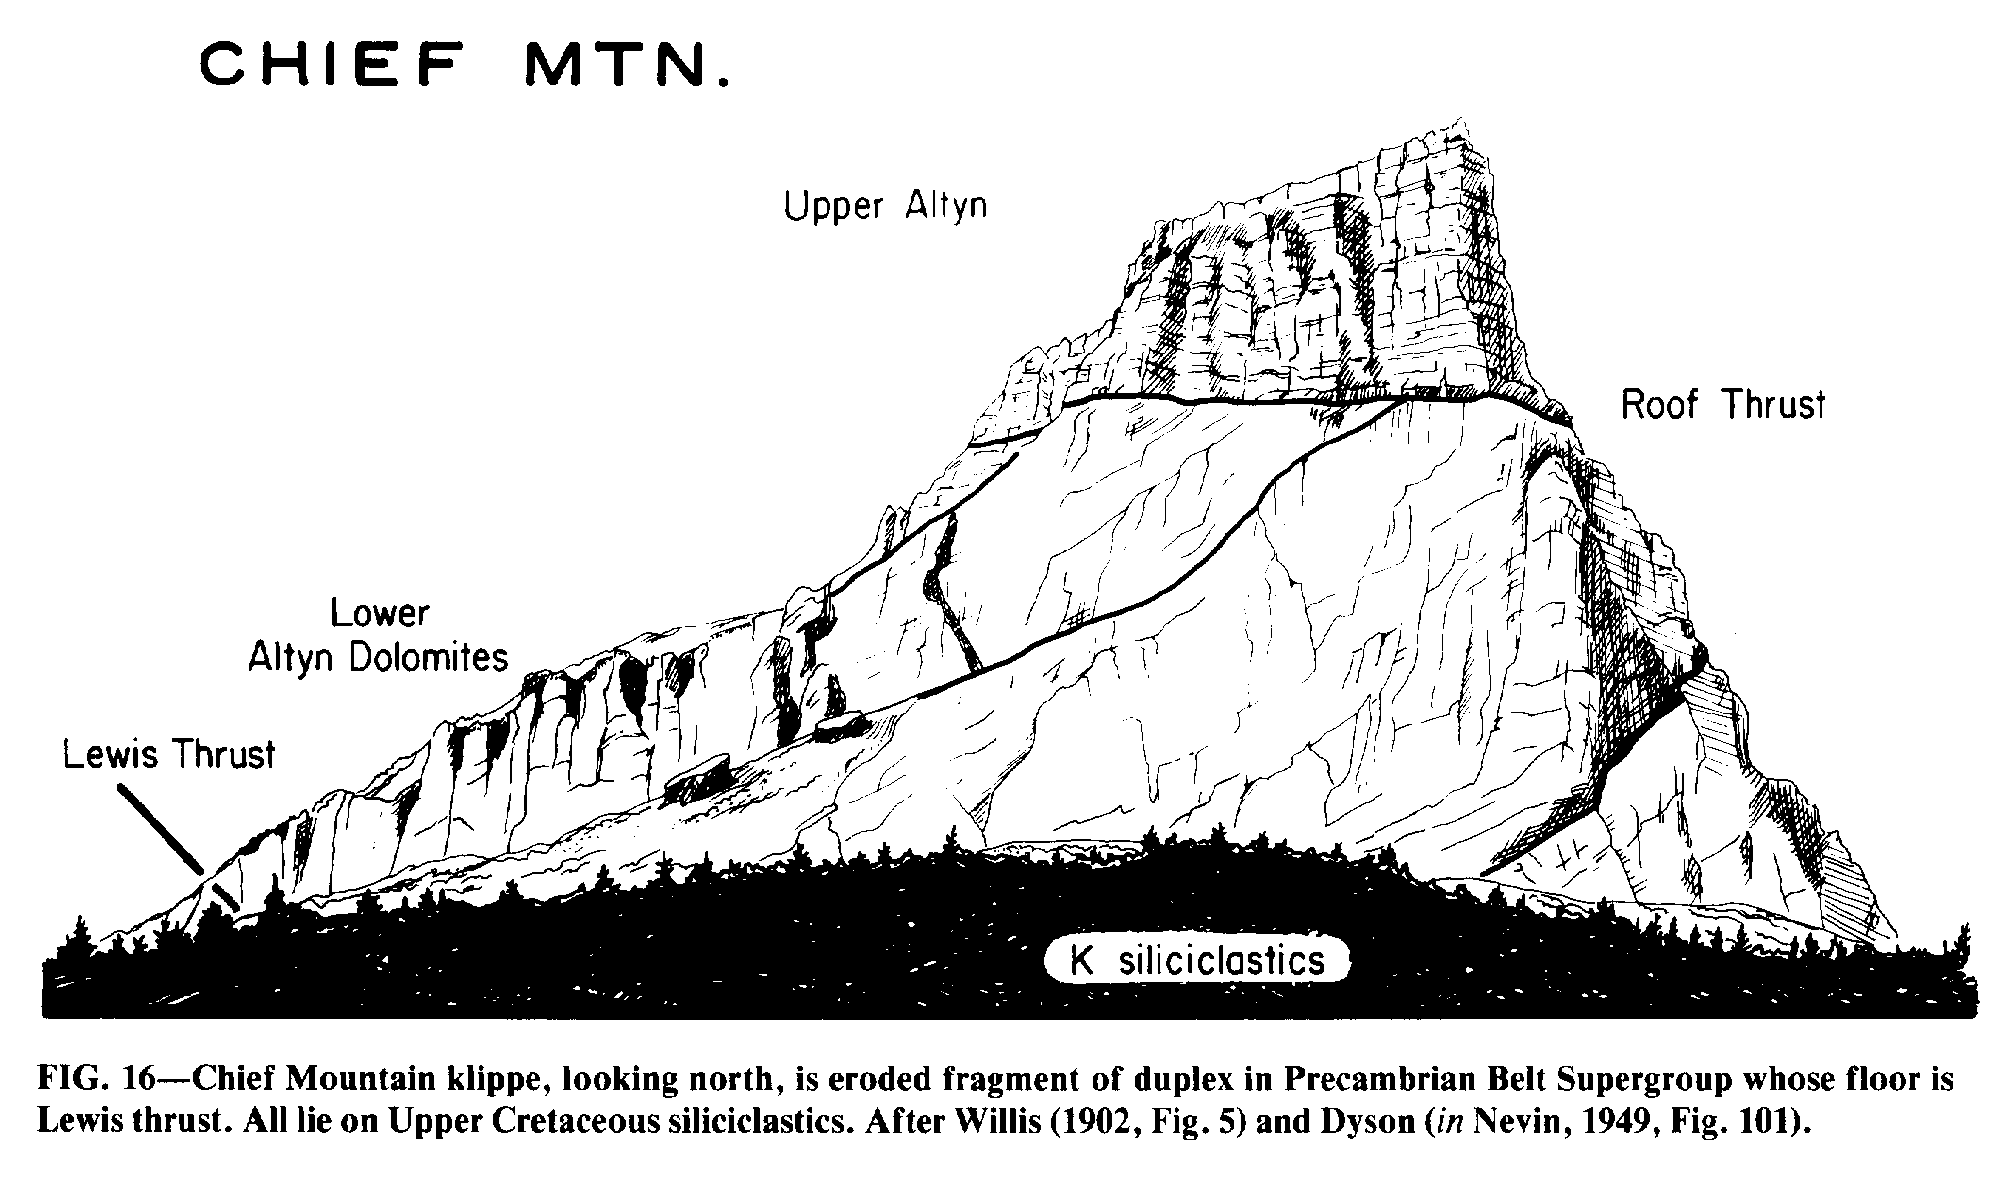 CHIEF MTN.
Upper Altyn
Roof Thrust
Lower
Altyn Dolomites
Lewis Thrust
K siliciclastics
FIG. 16—Chief Mountain klippe, looking north, is eroded fragment of duplex in Precambrian Belt Supergroup whose floor is
Lewis thrust. All lie on Upper Cretaceous siliciclastics. After Willis (1902, Fig. 5) and Dyson (in Nevin, 1949, Fig. 101).